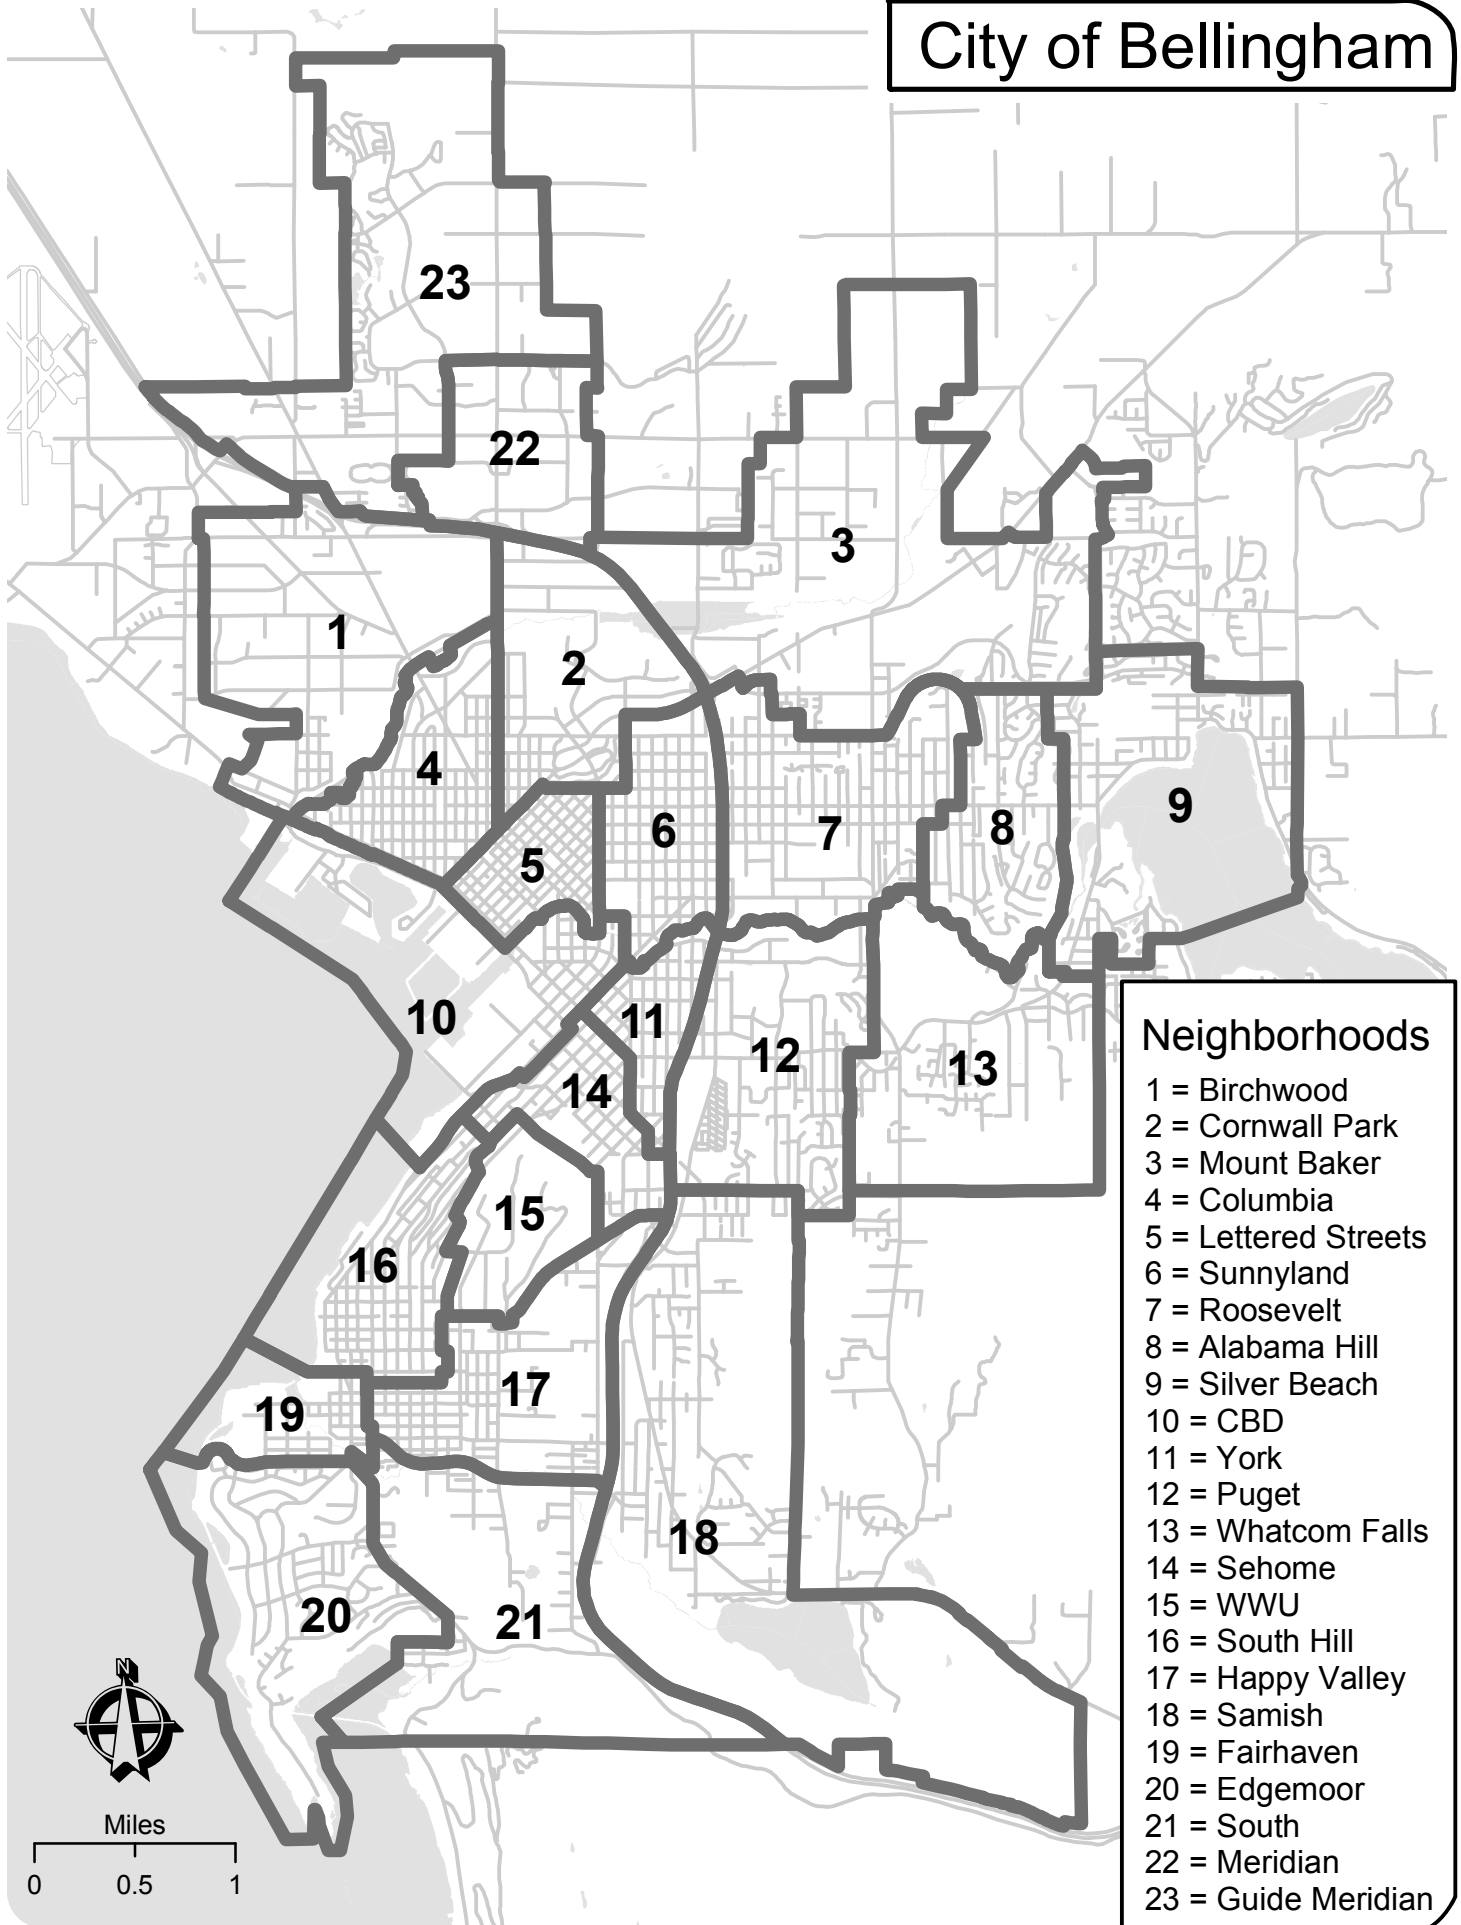 City of Bellingham
23
22
3
1
2
4
9
6
7
8
5
10
11
12
13
14
15
16
17
19
18
20
21
N
Miles
0 0.5 1
Neighborhoods
1 = Birchwood
2 = Cornwall Park
3 = Mount Baker
4 = Columbia
5 = Lettered Streets
6 = Sunnyland
7 = Roosevelt
8 = Alabama Hill
9 = Silver Beach
10 = CBD
11 = York
12 = Puget
13 = Whatcom Falls
14 = Sehome
15 = WWU
16 = South Hill
17 = Happy Valley
18 = Samish
19 = Fairhaven
20 = Edgemoor
21 = South
22 = Meridian
23 = Guide Meridian